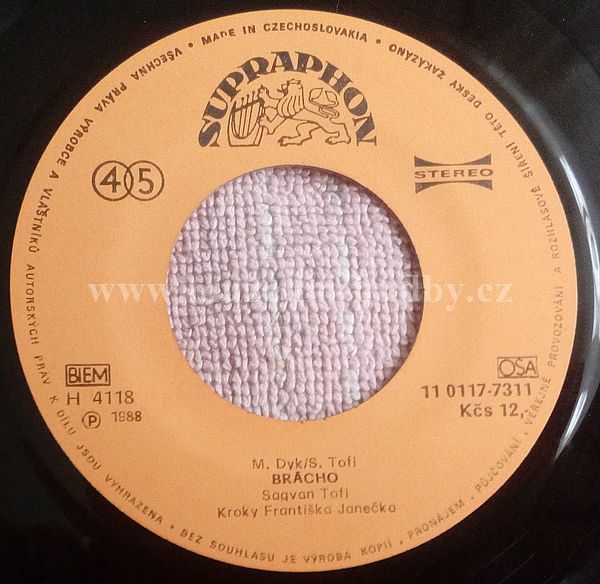 VŠECHNA PRÁVA VÝROBCE A VLASTNÍKŮ AUTORSKÝCH PRÁV K DÍLU JSOU VYHRAZENA • BEZ SOUHLASU JE VÝROBA KOPIÍ • PRONÁJEM • PŮJČOVÁNÍ • VEŘEJNÉ PROVOZOVÁNÍ A ROZHLASOVÉ ŠÍŘENÍ TÉTO DESKY ZAKÁZÁNO • MADE IN CZECHOSLOVAKIA •
SUPRAPHON
45
STEREO
www. .cz
BIEM
OSA
H 4118
11 0117-7311
Ⓟ 1988
Kčs 12,-
M. Dyk/S. Tofi
BRÁCHO
Sagvan Tofi
Kroky Františka Janečka